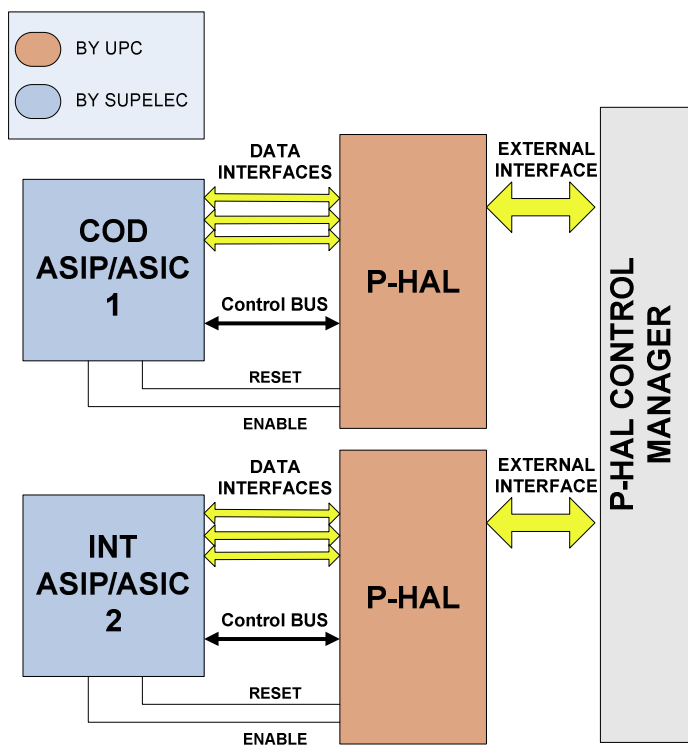 BY UPC
BY SUPELEC
DATA
INTERFACES
EXTERNAL
INTERFACE
COD
ASIP/ASIC
1
P-HAL
Control BUS
RESET
ENABLE
DATA
INTERFACES
EXTERNAL
INTERFACE
INT
ASIP/ASIC
2
P-HAL
Control BUS
RESET
ENABLE
P-HAL CONTROL
MANAGER